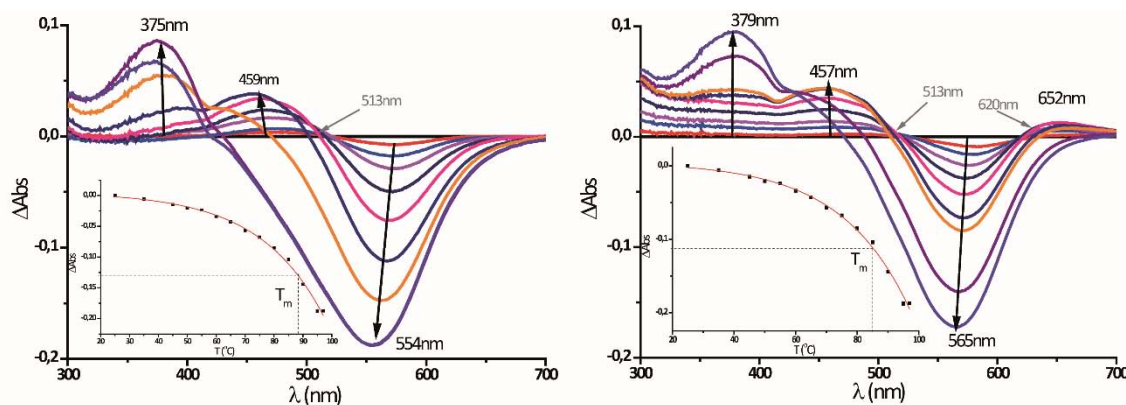 0,1
375nm
459nm
513nm
0,0
ΔAbs
-0,1
-0,2
554nm
300
400
500
600
700
λ (nm)
0,00
-0,05
-0,10
-0,15
-0,20
ΔAbs
Tm
20
30
40
50
60
70
80
90
100
T (°C)
0,1
379nm
457nm
513nm
620nm
652nm
0,0
ΔAbs
-0,1
-0,2
565nm
300
400
500
600
700
λ (nm)
0,0
-0,1
-0,2
ΔAbs
Tm
20
40
60
80
100
T (°C)